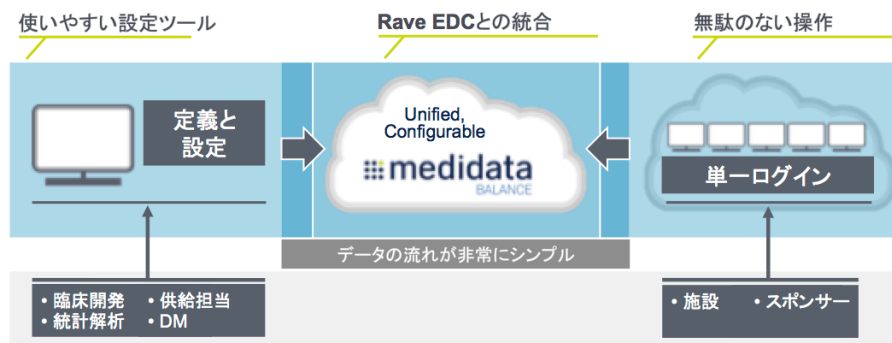 使いやすい設定ツール
Rave EDCとの統合
無駄のない操作
定義と
設定
Unified,
Configurable
medidata
BALANCE
単一ログイン
データの流れが非常にシンプル
・臨床開発 ・供給担当
・統計解析 ・DM
・施設 ・スポンサー